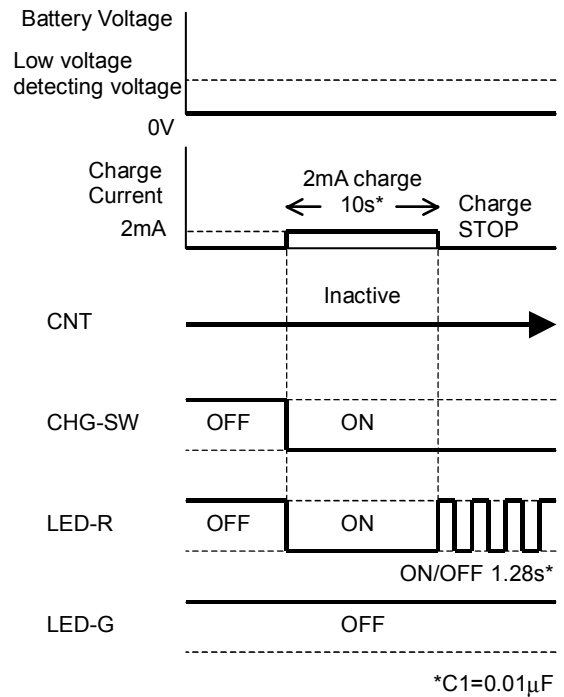 Battery Voltage
Low voltage
detecting voltage
0V
Charge
Current
2mA
2mA charge
10s*
Charge
STOP
Inactive
CNT
CHG-SW
OFF
ON
LED-R
OFF
ON
ON/OFF 1.28s*
LED-G
OFF
*C1=0.01μF